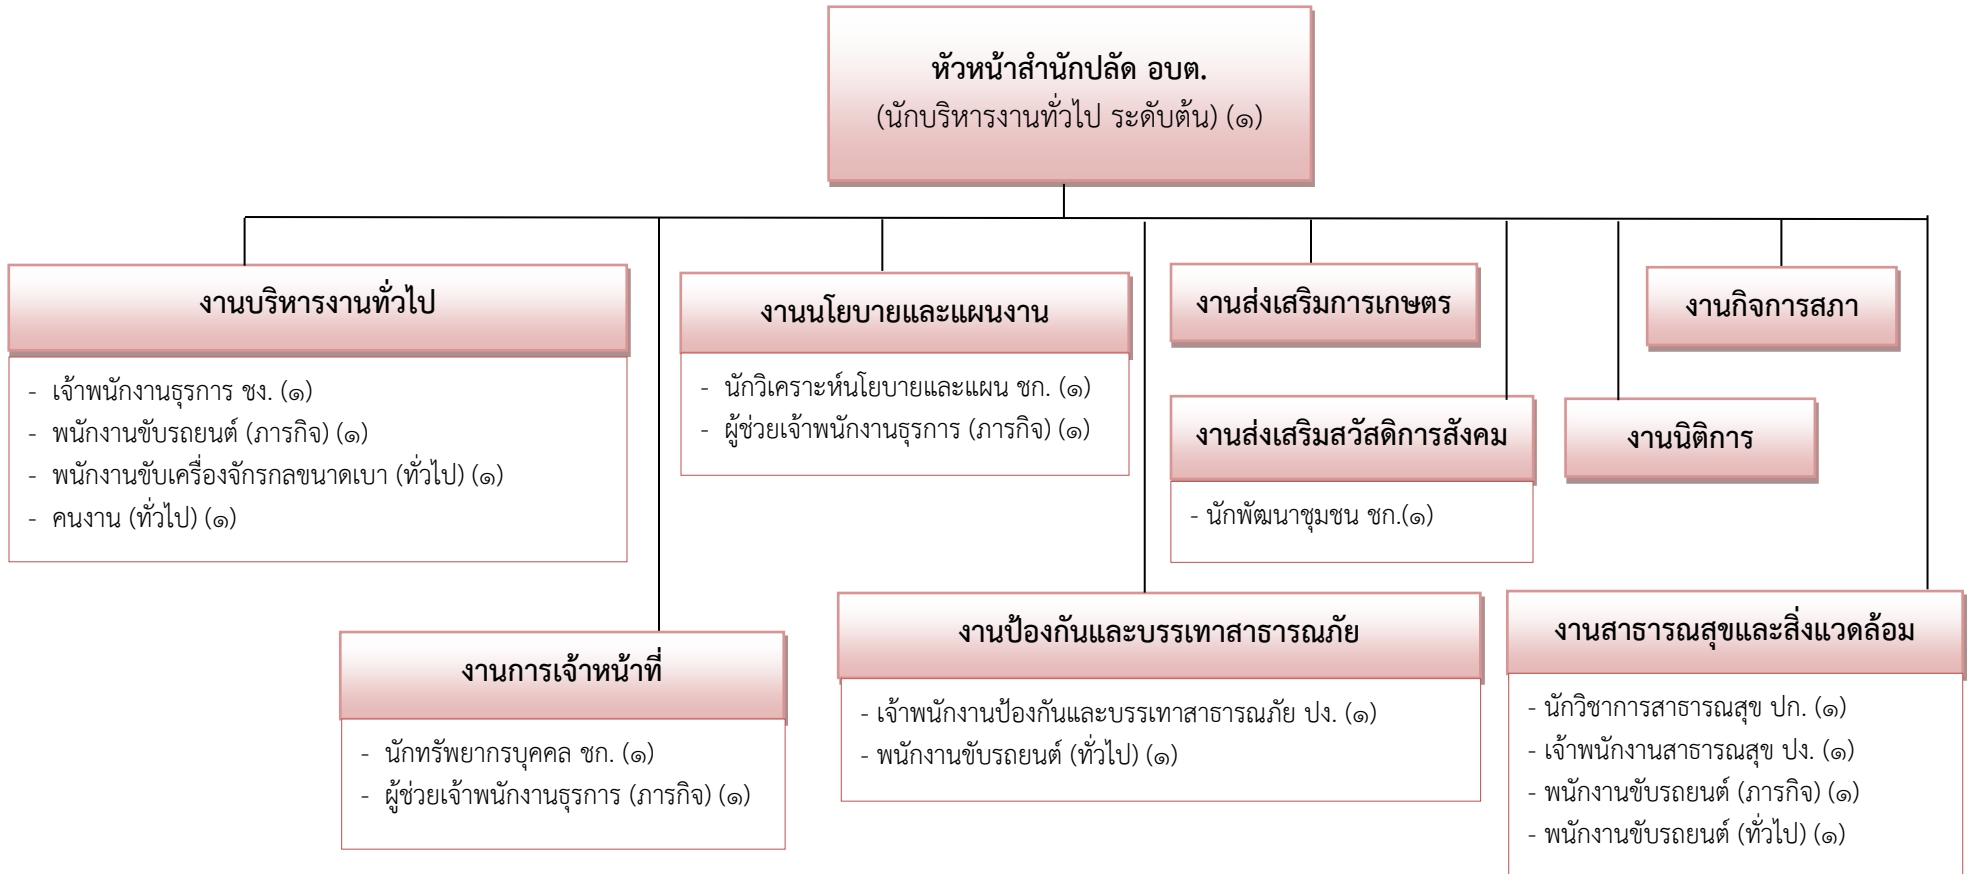 หัวหน้าสำนักปลัด อบต.
(นักบริหารงานทั่วไป ระดับต้น) (๑)
งานบริหารงานทั่วไป
- เจ้าพนักงานธุรการ ชง. (๑)
- พนักงานขับรถยนต์ (ภารกิจ) (๑)
- พนักงานขับเครื่องจักรกลขนาดเบา (ทั่วไป) (๑)
- คนงาน (ทั่วไป) (๑)
งานนโยบายและแผนงาน
- นักวิเคราะห์นโยบายและแผน ชก. (๑)
- ผู้ช่วยเจ้าพนักงานธุรการ (ภารกิจ) (๑)
งานส่งเสริมการเกษตร
งานกิจการสภา
งานส่งเสริมสวัสดิการสังคม
- นักพัฒนาชุมชน ชก.(๑)
งานนิติการ
งานการเจ้าหน้าที่
- นักทรัพยากรบุคคล ชก. (๑)
- ผู้ช่วยเจ้าพนักงานธุรการ (ภารกิจ) (๑)
งานป้องกันและบรรเทาสาธารณภัย
- เจ้าพนักงานป้องกันและบรรเทาสาธารณภัย ปง. (๑)
- พนักงานขับรถยนต์ (ทั่วไป) (๑)
งานสาธารณสุขและสิ่งแวดล้อม
- นักวิชาการสาธารณสุข ปก. (๑)
- เจ้าพนักงานสาธารณสุข ปง. (๑)
- พนักงานขับรถยนต์ (ภารกิจ) (๑)
- พนักงานขับรถยนต์ (ทั่วไป) (๑)